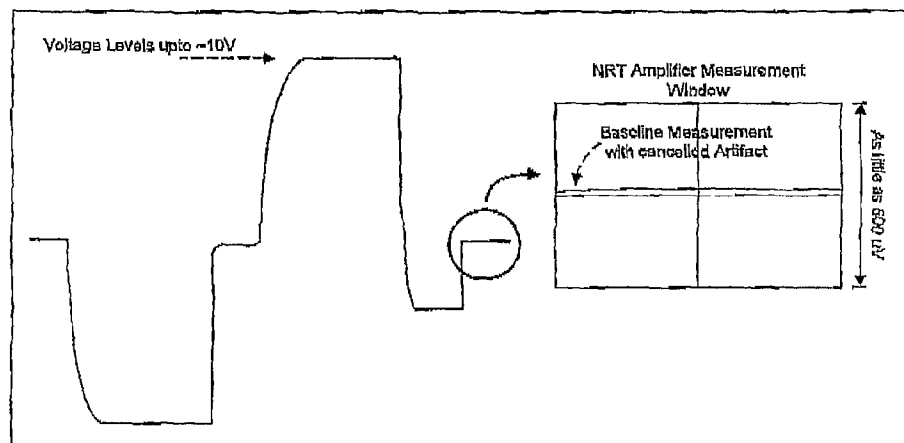 Voltage Levels upto ~10V
NRT Amplifier Measurement
Window
Baseline Measurement
with cancelled Artifact
As little as 600 uV